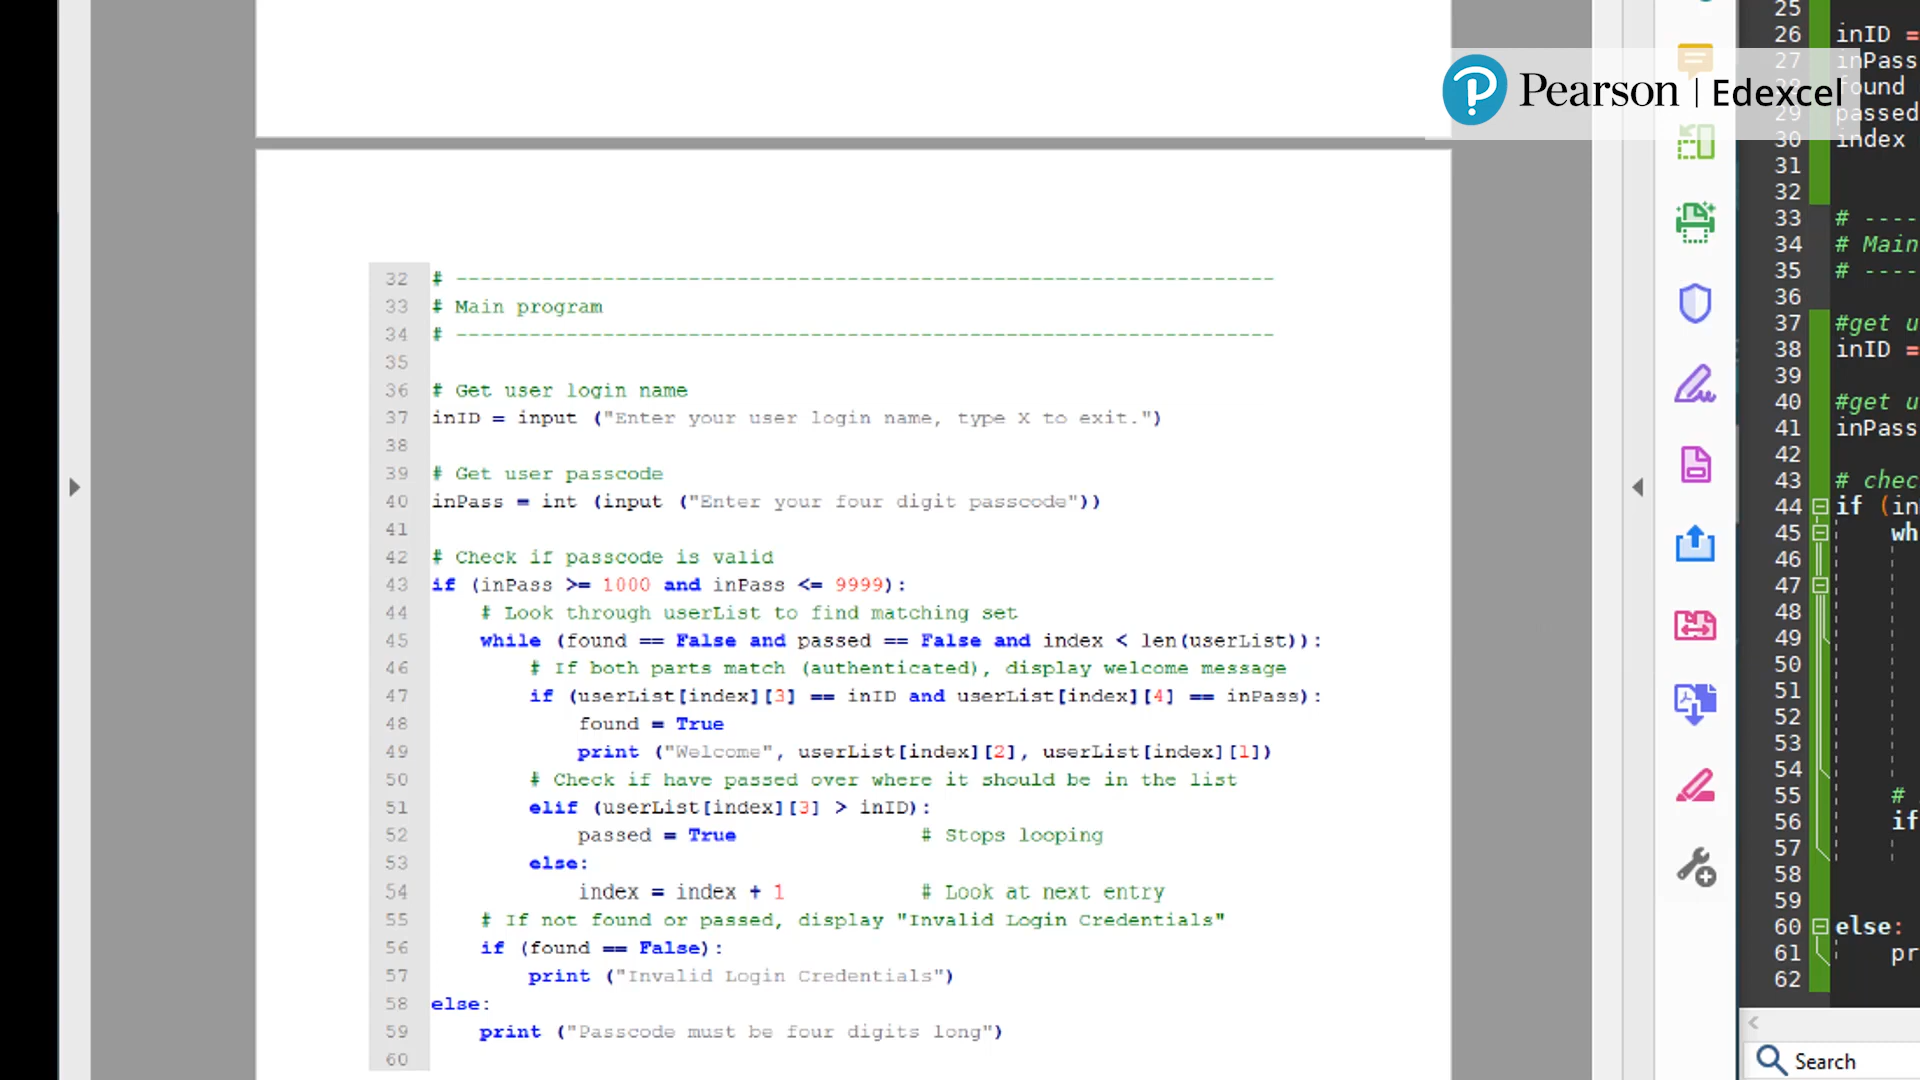 Pearson | Edexcel
32 # -------------------------------------------------------------------
33 # Main program
34 # -------------------------------------------------------------------
35
36 # Get user login name
37 inID = input ("Enter your user login name, type X to exit.")
38
39 # Get user passcode
40 inPass = int (input ("Enter your four digit passcode"))
41
42 # Check if passcode is valid
43 if (inPass >= 1000 and inPass <= 9999):
44 # Look through userList to find matching set
45 while (found == False and passed == False and index < len(userList)):
46 # If both parts match (authenticated), display welcome message
47 if (userList[index][3] == inID and userList[index][4] == inPass):
48 found = True
49 print ("Welcome", userList[index][2], userList[index][1])
50 # Check if have passed over where it should be in the list
51 elif (userList[index][3] > inID):
52 passed = True # Stops looping
53 else:
54 index = index + 1 # Look at next entry
55 # If not found or passed, display "Invalid Login Credentials"
56 if (found == False):
57 print ("Invalid Login Credentials")
58 else:
59 print ("Passcode must be four digits long")
60
25
26 inID =
27 inPass
28 found
29 passed
30 index
31
32
33 # ----
34 # Main
35 # ----
36
37 #get u
38 inID =
39
40 #get u
41 inPass
42
43 # chec
44 if (in
45 wh
46
47
48
49
50
51
52
53
54
55 #
56 if
57
58
59
60 else:
61 pr
62
Search